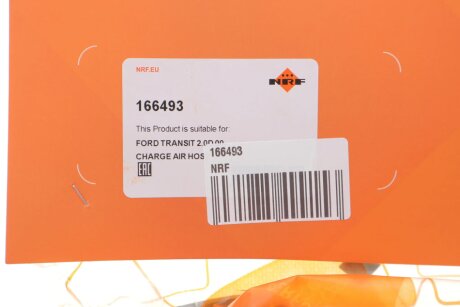 NRF.EU
NRF
166493
This Product is suitable for
FORD TRANSIT 2.0D 00
CHARGE AIR HOS
EAC
166493
NRF